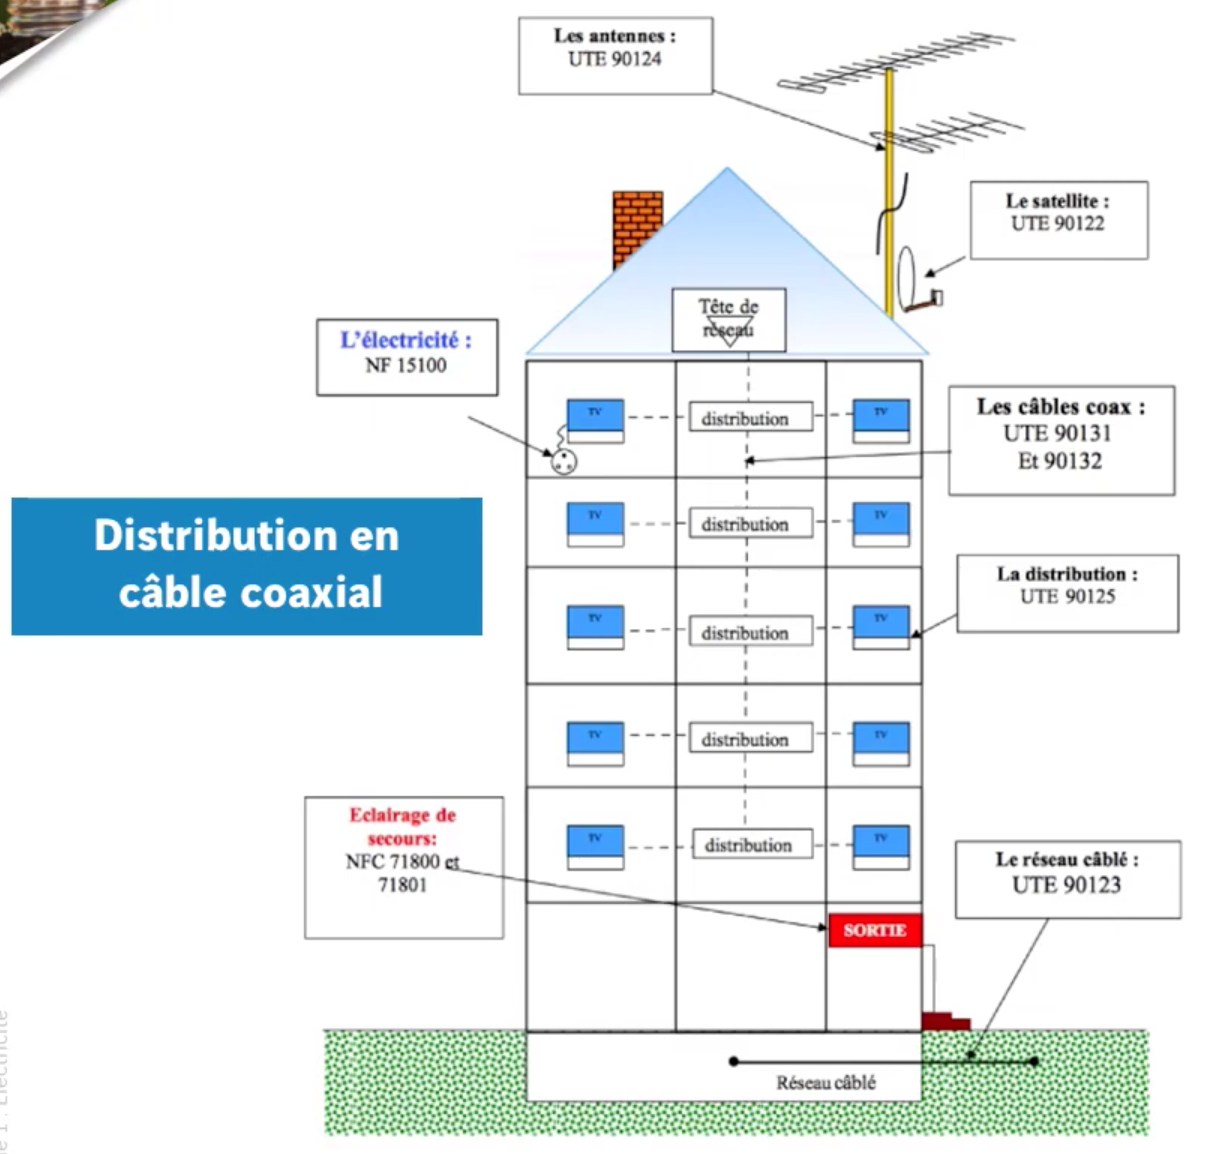 Les antennes :
UTE 90124
Le satellite :
UTE 90122
Tête de
réseau
L'électricité :
NF 15100
TV
distribution
TV
Les câbles coax :
UTE 90131
Et 90132
Distribution en
câble coaxial
TV
distribution
TV
La distribution :
UTE 90125
TV
distribution
TV
TV
distribution
TV
Eclairage de
secours:
NFC 71800 et
71801
TV
distribution
TV
Le réseau câblé :
UTE 90123
SORTIE
Réseau câblé
1 : Electricité